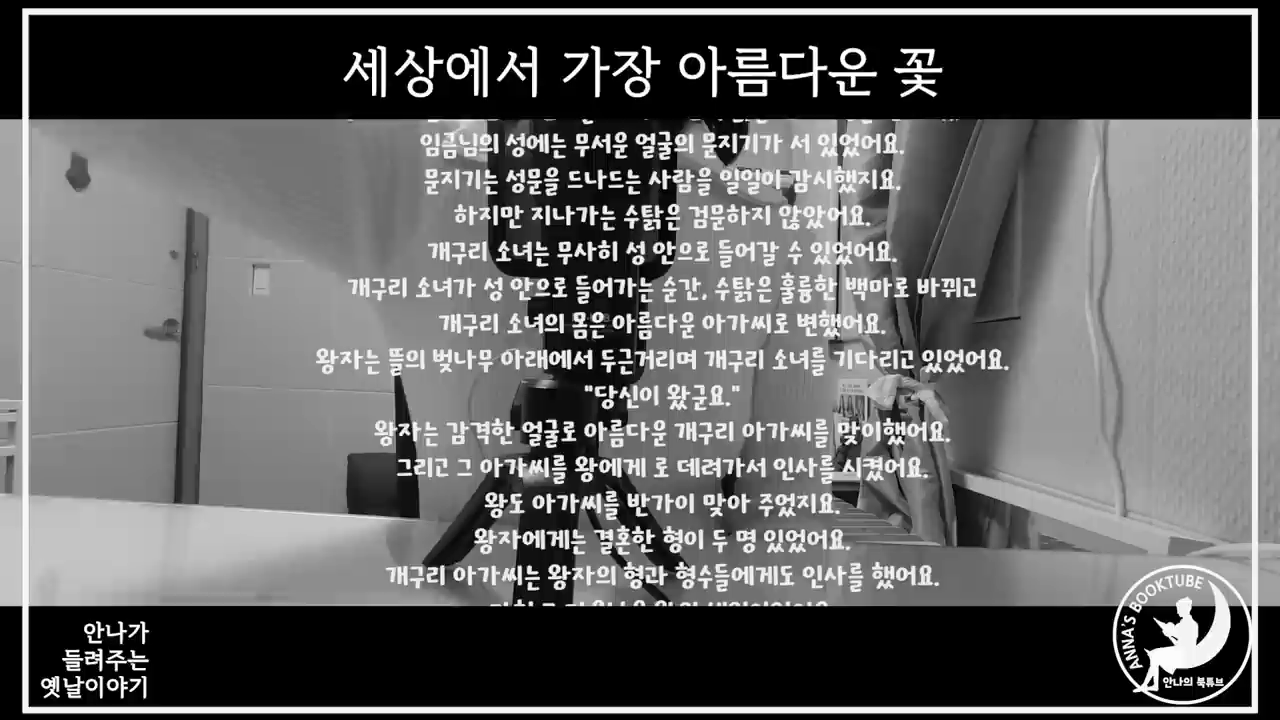 세상에서 가장 아름다운 꽃
임금님의 성에는 무서운 얼굴의 문지기가 서 있었어요.
문지기는 성문을 드나드는 사람을 일일이 감시했지요.
하지만 지나가는 수탉은 검문하지 않았어요.
개구리 소녀는 무사히 성 안으로 들어갈 수 있었어요.
개구리 소녀가 성 안으로 들어가는 순간, 수탉은 훌륭한 백마로 바뀌고
개구리 소녀의 몸은 아름다운 아가씨로 변했어요.
왕자는 뜰의 벚나무 아래에서 두근거리며 개구리 소녀를 기다리고 있었어요.
"당신이 왔군요."
왕자는 감격한 얼굴로 아름다운 개구리 아가씨를 맞이했어요.
그리고 그 아가씨를 왕에게 로 데려가서 인사를 시켰어요.
왕도 아가씨를 반가이 맞아 주었지요.
왕자에게는 결혼한 형이 두 명 있었어요.
개구리 아가씨는 왕자의 형과 형수들에게도 인사를 했어요.
안나가
들려주는
옛날이야기
ANNA'S BOOKTUBE
안나의 북튜브